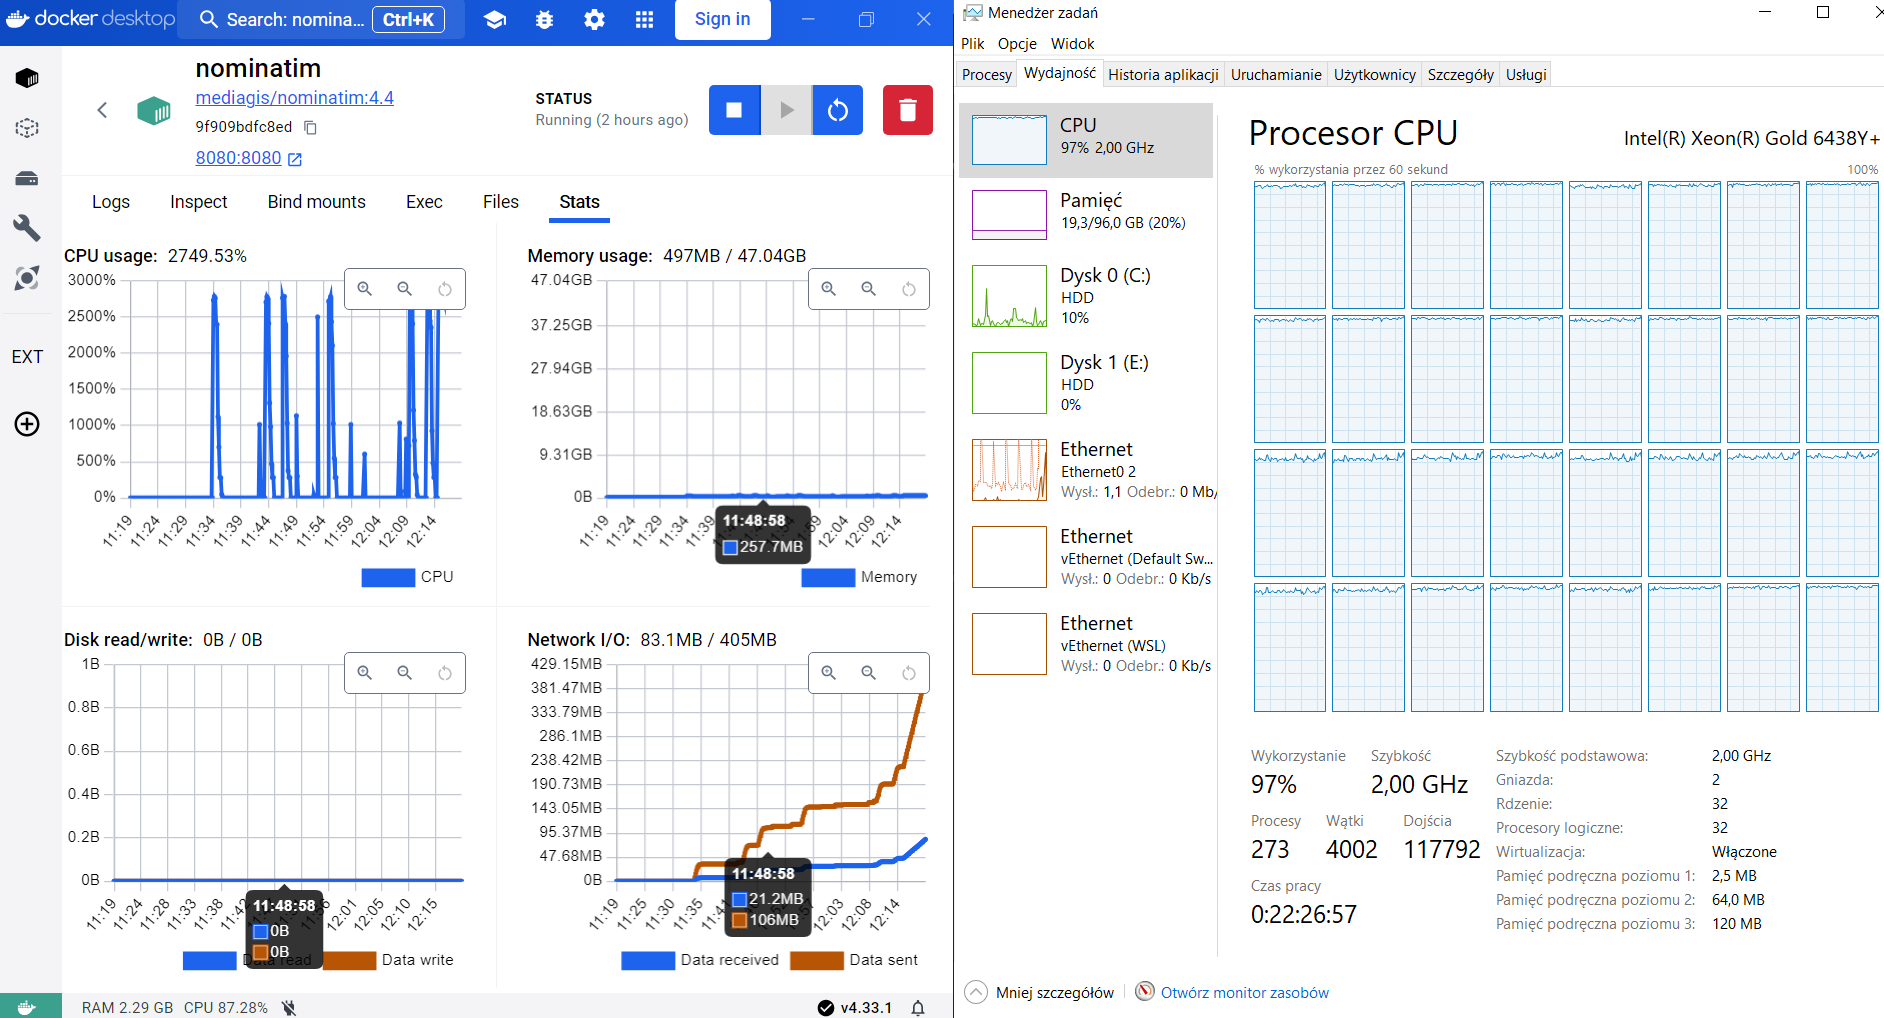 docker desktop
Search: nomina...
Ctrl+K
Sign in
nominatim
mediagis/nominatim:4.4
9f909bdfc8ed
8080:8080
STATUS
Running (2 hours ago)
Logs
Inspect
Bind mounts
Exec
Files
Stats
EXT
CPU usage: 2749.53%
3000%
2500%
2000%
1500%
1000%
500%
0%
11:19
11:24
11:29
11:34
11:39
11:44
11:49
11:54
11:59
12:04
12:09
12:14
CPU
Memory usage: 497MB / 47.04GB
47.04GB
37.25GB
27.94GB
18.63GB
9.31GB
0B
11:19
11:24
11:29
11:34
11:39
12:04
12:09
12:14
11:48:58
257.7MB
Memory
Disk read/write: 0B / 0B
1B
0.8B
0.6B
0.4B
0.2B
0B
11:19
11:24
11:28
11:33
11:38
12:01
12:05
12:10
12:15
11:48:58
0B
0B
Data read
Data write
Network I/O: 83.1MB / 405MB
429.15MB
381.47MB
333.79MB
286.1MB
238.42MB
190.73MB
143.05MB
95.37MB
47.68MB
0B
11:19
11:25
11:30
11:35
12:03
12:08
12:14
11:48:58
21.2MB
106MB
Data received
Data sent
RAM 2.29 GB CPU 87.28%
v4.33.1
Menedżer zadań
Plik Opcje Widok
Procesy
Wydajność
Historia aplikacji
Uruchamianie
Użytkownicy
Szczegóły
Usługi
CPU
97% 2,00 GHz
Pamięć
19,3/96,0 GB (20%)
Dysk 0 (C:)
HDD
10%
Dysk 1 (E:)
HDD
0%
Ethernet
Ethernet0 2
Wysł.: 1,1 Odebr.: 0 Mb/
Ethernet
vEthernet (Default Sw...
Wysł.: 0 Odebr.: 0 Kb/s
Ethernet
vEthernet (WSL)
Wysł.: 0 Odebr.: 0 Kb/s
Procesor CPU
Intel(R) Xeon(R) Gold 6438Y+
% wykorzystania przez 60 sekund
100%
Wykorzystanie
97%
Szybkość
2,00 GHz
Procesy
273
Wątki
4002
Dojścia
117792
Czas pracy
0:22:26:57
Szybkość podstawowa: 2,00 GHz
Gniazda: 2
Rdzenie: 32
Procesory logiczne: 32
Wirtualizacja: Włączone
Pamięć podręczna poziomu 1: 2,5 MB
Pamięć podręczna poziomu 2: 64,0 MB
Pamięć podręczna poziomu 3: 120 MB
Mniej szczegółów
Otwórz monitor zasobów